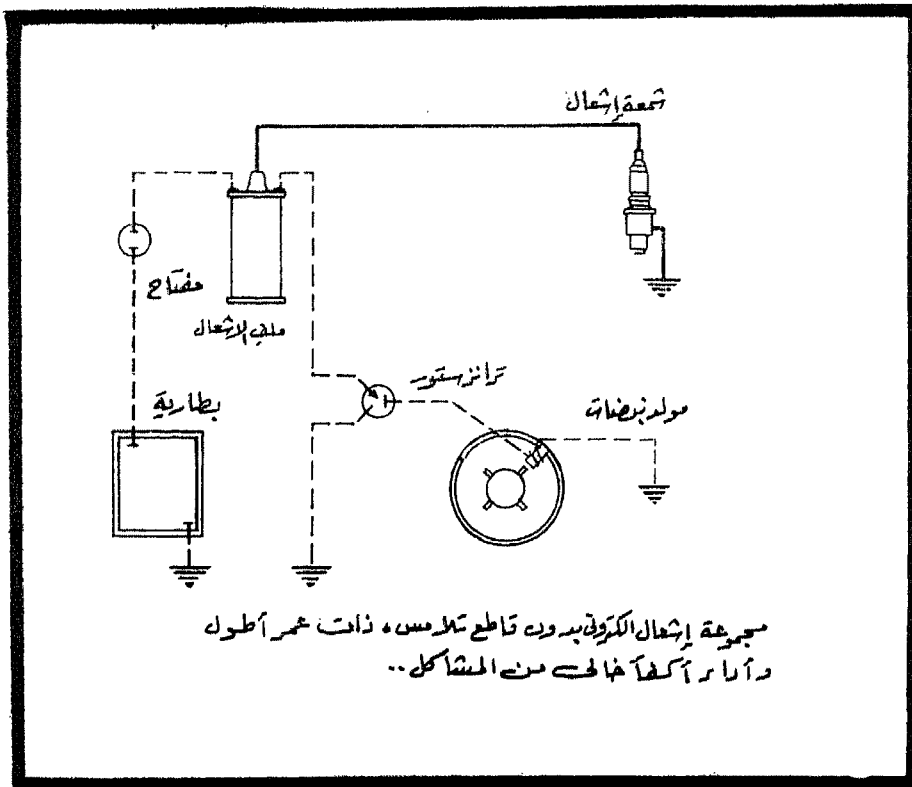 شمعة إشعال
مفتاح
ملف الإشعال
ترانزستور
بطارية
مولد نبضات
مجموعة إشعال الكتروني بدون قاطع تلامس، ذات عمر أطول
وأداء أكفأ خالى من المشاكل..